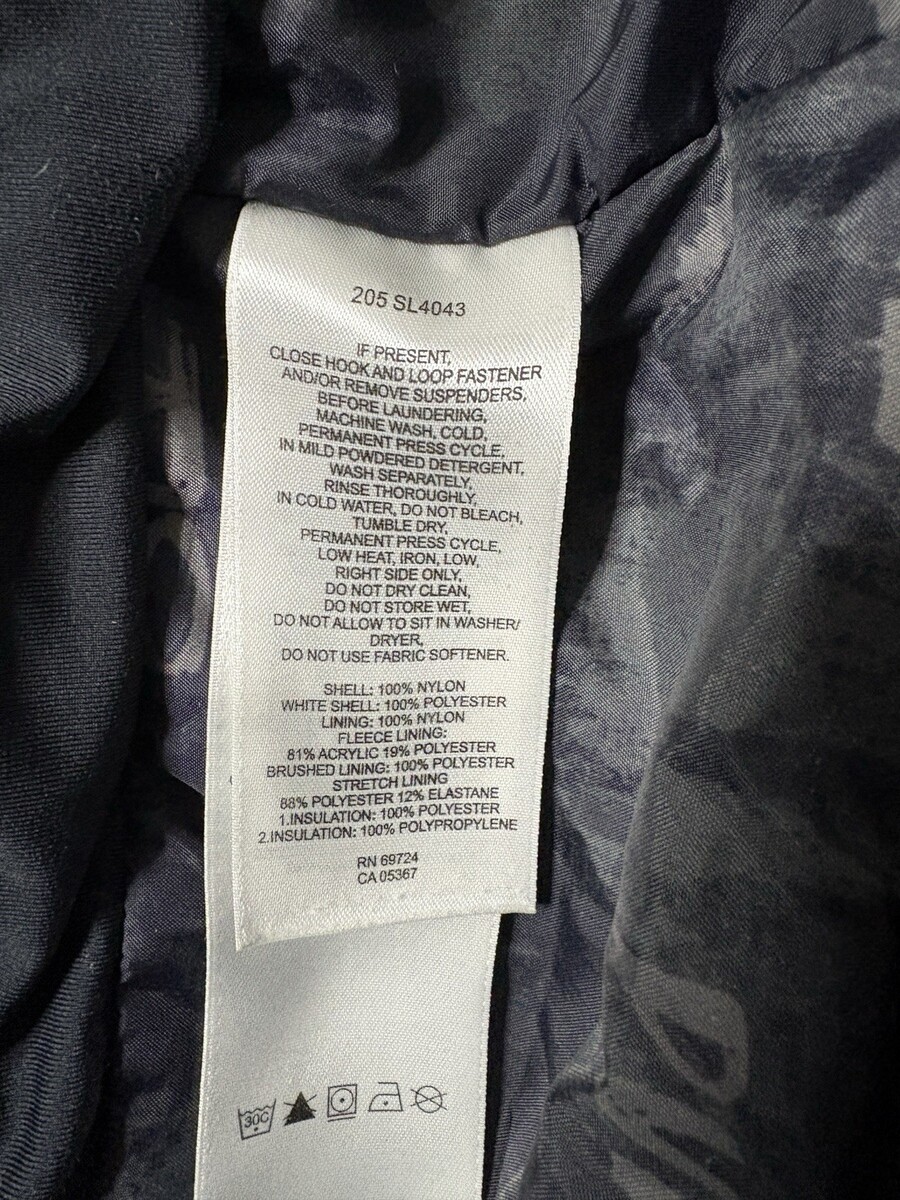 205 SL4043
IF PRESENT,
CLOSE HOOK AND LOOP FASTENER
AND/OR REMOVE SUSPENDERS,
BEFORE LAUNDERING,
MACHINE WASH, COLD,
PERMANENT PRESS CYCLE,
IN MILD POWDERED DETERGENT,
WASH SEPARATELY,
RINSE THOROUGHLY,
IN COLD WATER, DO NOT BLEACH,
TUMBLE DRY,
PERMANENT PRESS CYCLE,
LOW HEAT, IRON, LOW,
RIGHT SIDE ONLY,
DO NOT DRY CLEAN,
DO NOT STORE WET,
DO NOT ALLOW TO SIT IN WASHER/
DRYER,
DO NOT USE FABRIC SOFTENER.
SHELL: 100% NYLON
WHITE SHELL: 100% POLYESTER
LINING: 100% NYLON
FLEECE LINING:
81% ACRYLIC 19% POLYESTER
BRUSHED LINING: 100% POLYESTER
STRETCH LINING
88% POLYESTER 12% ELASTANE
1.INSULATION: 100% POLYESTER
2.INSULATION: 100% POLYPROPYLENE
RN 69724
CA 05367
30C